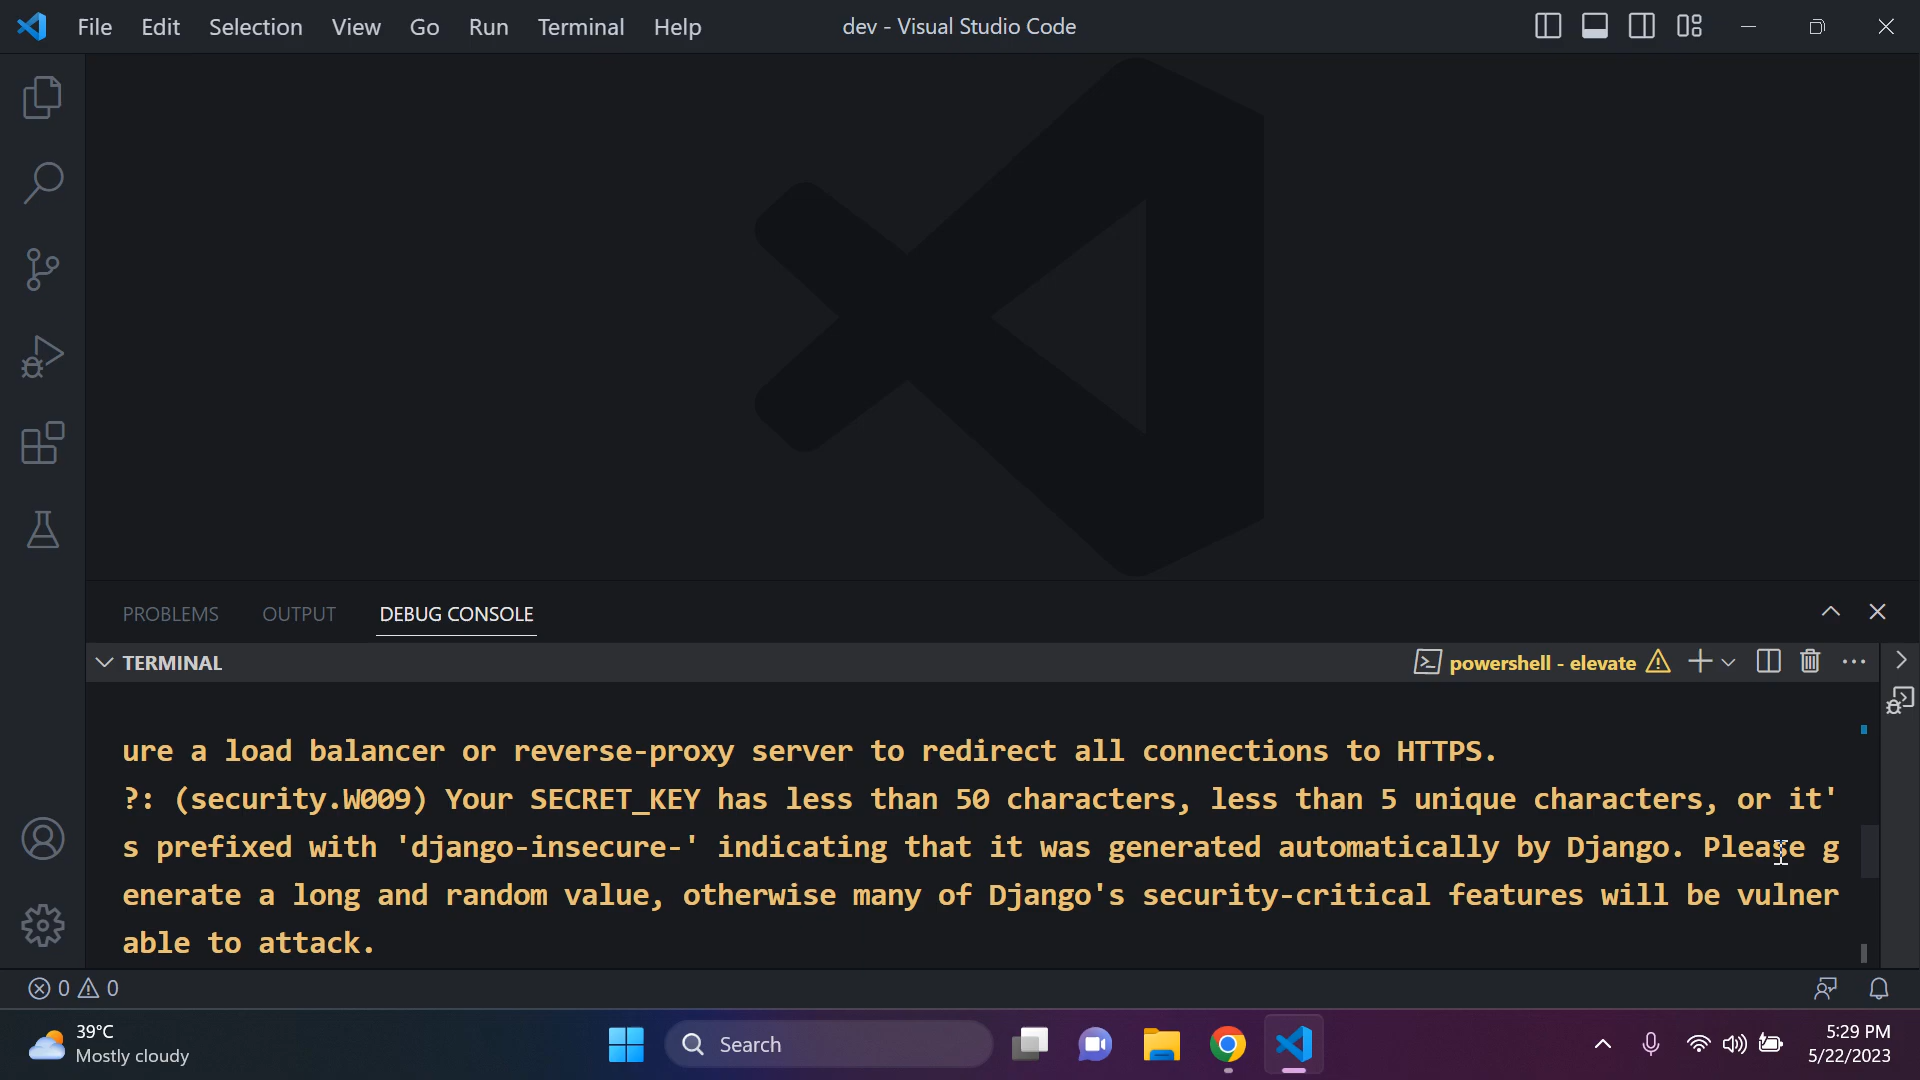 File Edit Selection View Go Run Terminal Help dev - Visual Studio Code
PROBLEMS OUTPUT DEBUG CONSOLE
TERMINAL powershell - elevate
ure a load balancer or reverse-proxy server to redirect all connections to HTTPS.
?: (security.W009) Your SECRET_KEY has less than 50 characters, less than 5 unique characters, or it'
s prefixed with 'django-insecure-' indicating that it was generated automatically by Django. Please g
enerate a long and random value, otherwise many of Django's security-critical features will be vulner
able to attack.
0 0
39°C
Mostly cloudy
Search
5:29 PM
5/22/2023